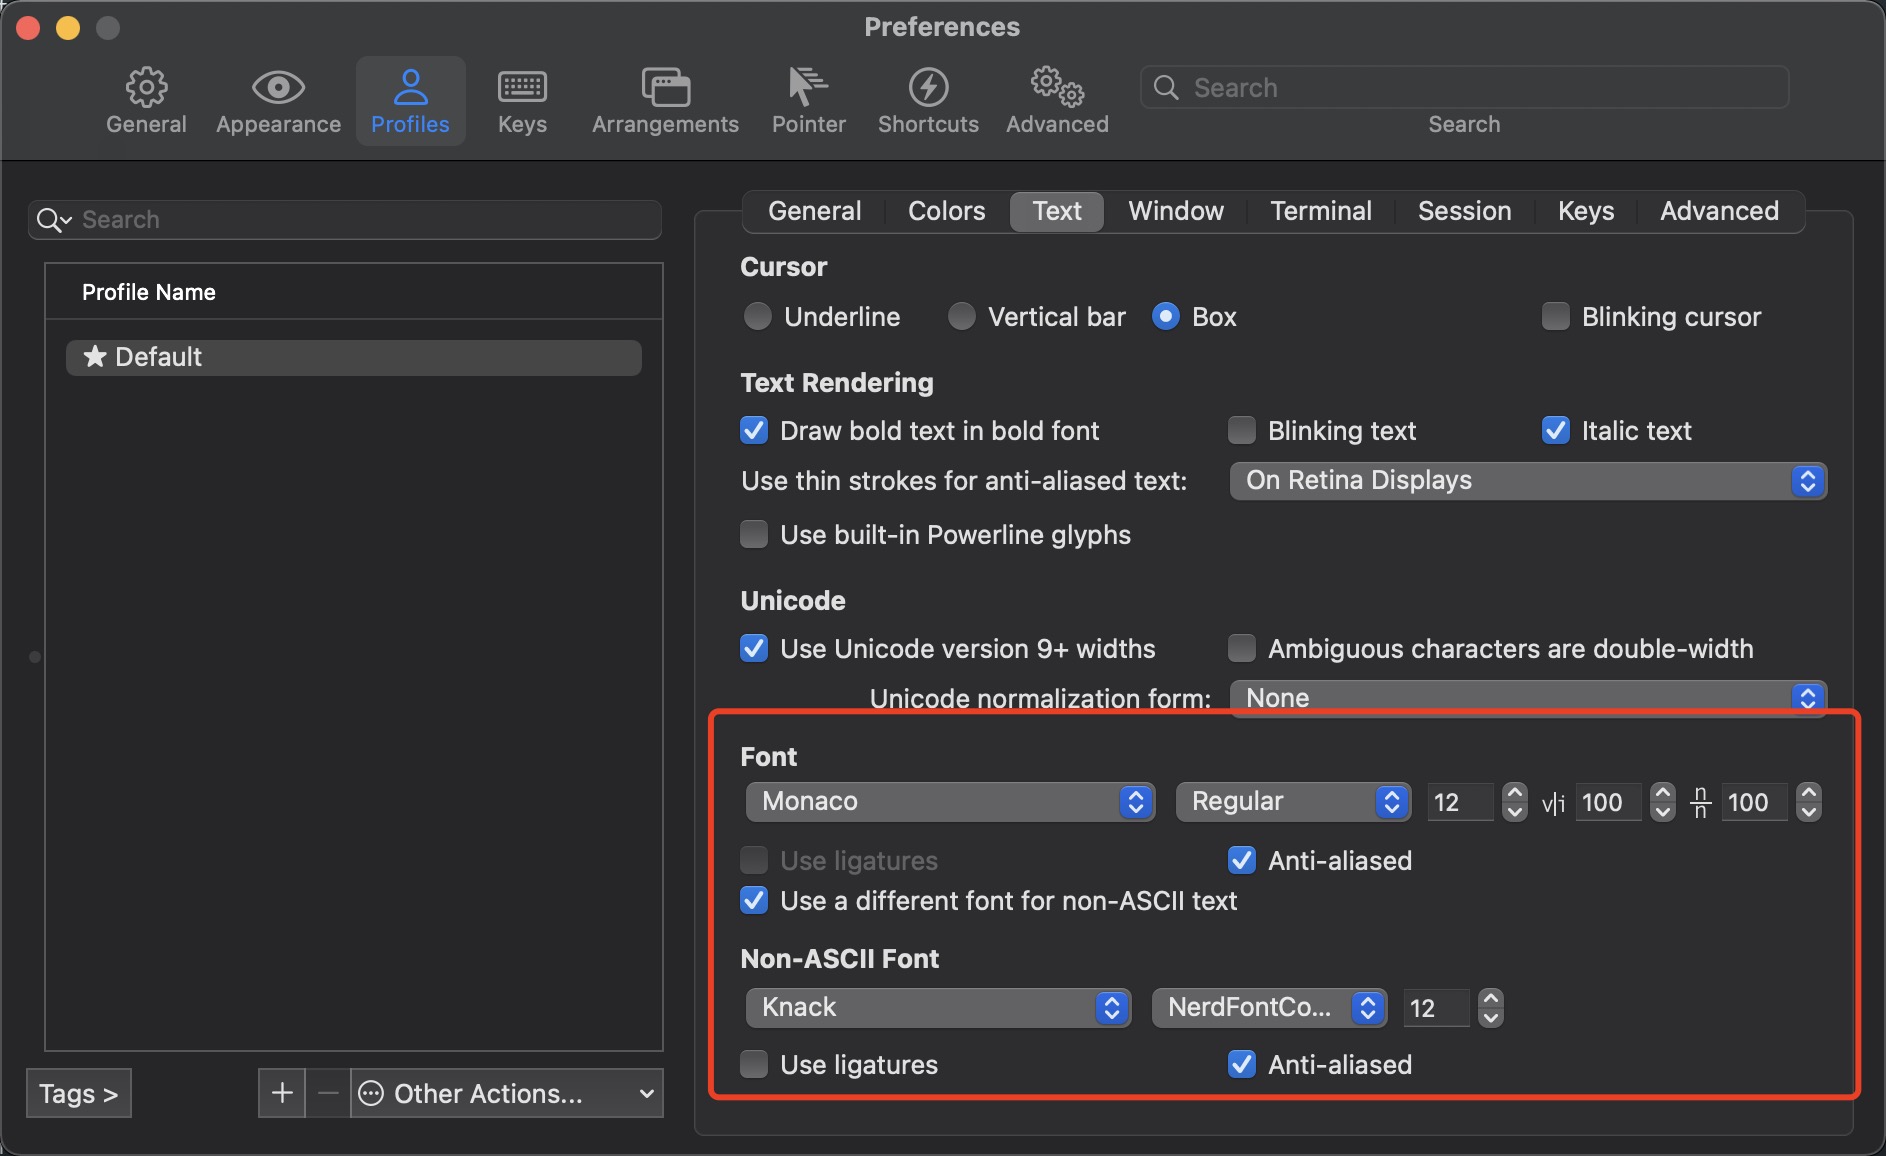 Preferences
General Appearance Profiles Keys Arrangements Pointer Shortcuts Advanced Search
Search
Search
General Colors Text Window Terminal Session Keys Advanced
Profile Name
Default
Cursor
Underline Vertical bar Box Blinking cursor
Text Rendering
Draw bold text in bold font Blinking text Italic text
Use thin strokes for anti-aliased text: On Retina Displays
Use built-in Powerline glyphs
Unicode
Use Unicode version 9+ widths Ambiguous characters are double-width
Unicode normalization form: None
Font
Monaco Regular 12 v|i 100 n/n 100
Use ligatures Anti-aliased
Use a different font for non-ASCII text
Non-ASCII Font
Knack NerdFontCo... 12
Use ligatures Anti-aliased
Tags > + − Other Actions...